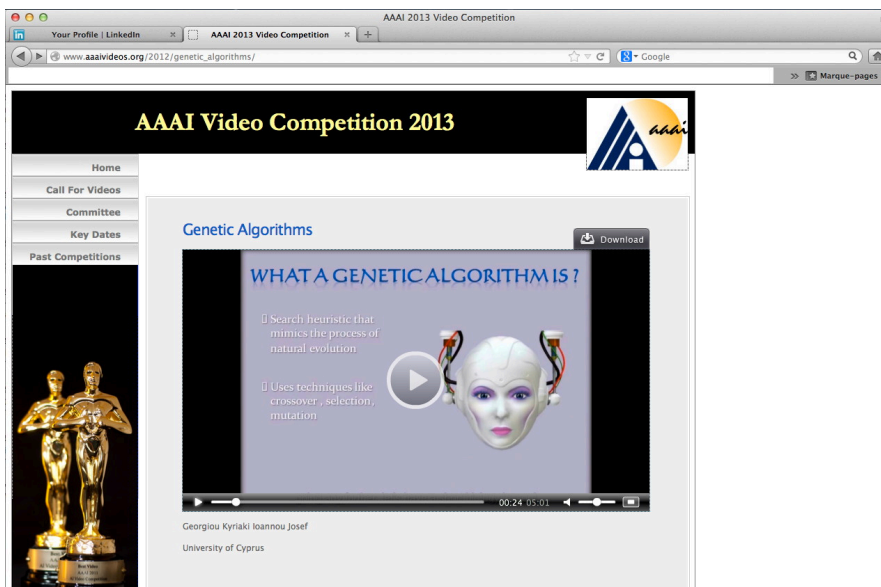 AAAI 2013 Video Competition
Your Profile | LinkedIn
AAAI 2013 Video Competition
www.aaaivideos.org/2012/genetic_algorithms/
Google
Marque-pages
AAAI Video Competition 2013
aaai
Home
Call For Videos
Committee
Key Dates
Past Competitions
Genetic Algorithms
Download
WHAT A GENETIC ALGORITHM IS ?
Search heuristic that
mimics the process of
natural evolution
Uses techniques like
crossover , selection,
mutation
00:24 05:01
Georgiou Kyriaki Ioannou Josef
University of Cyprus
Best Video